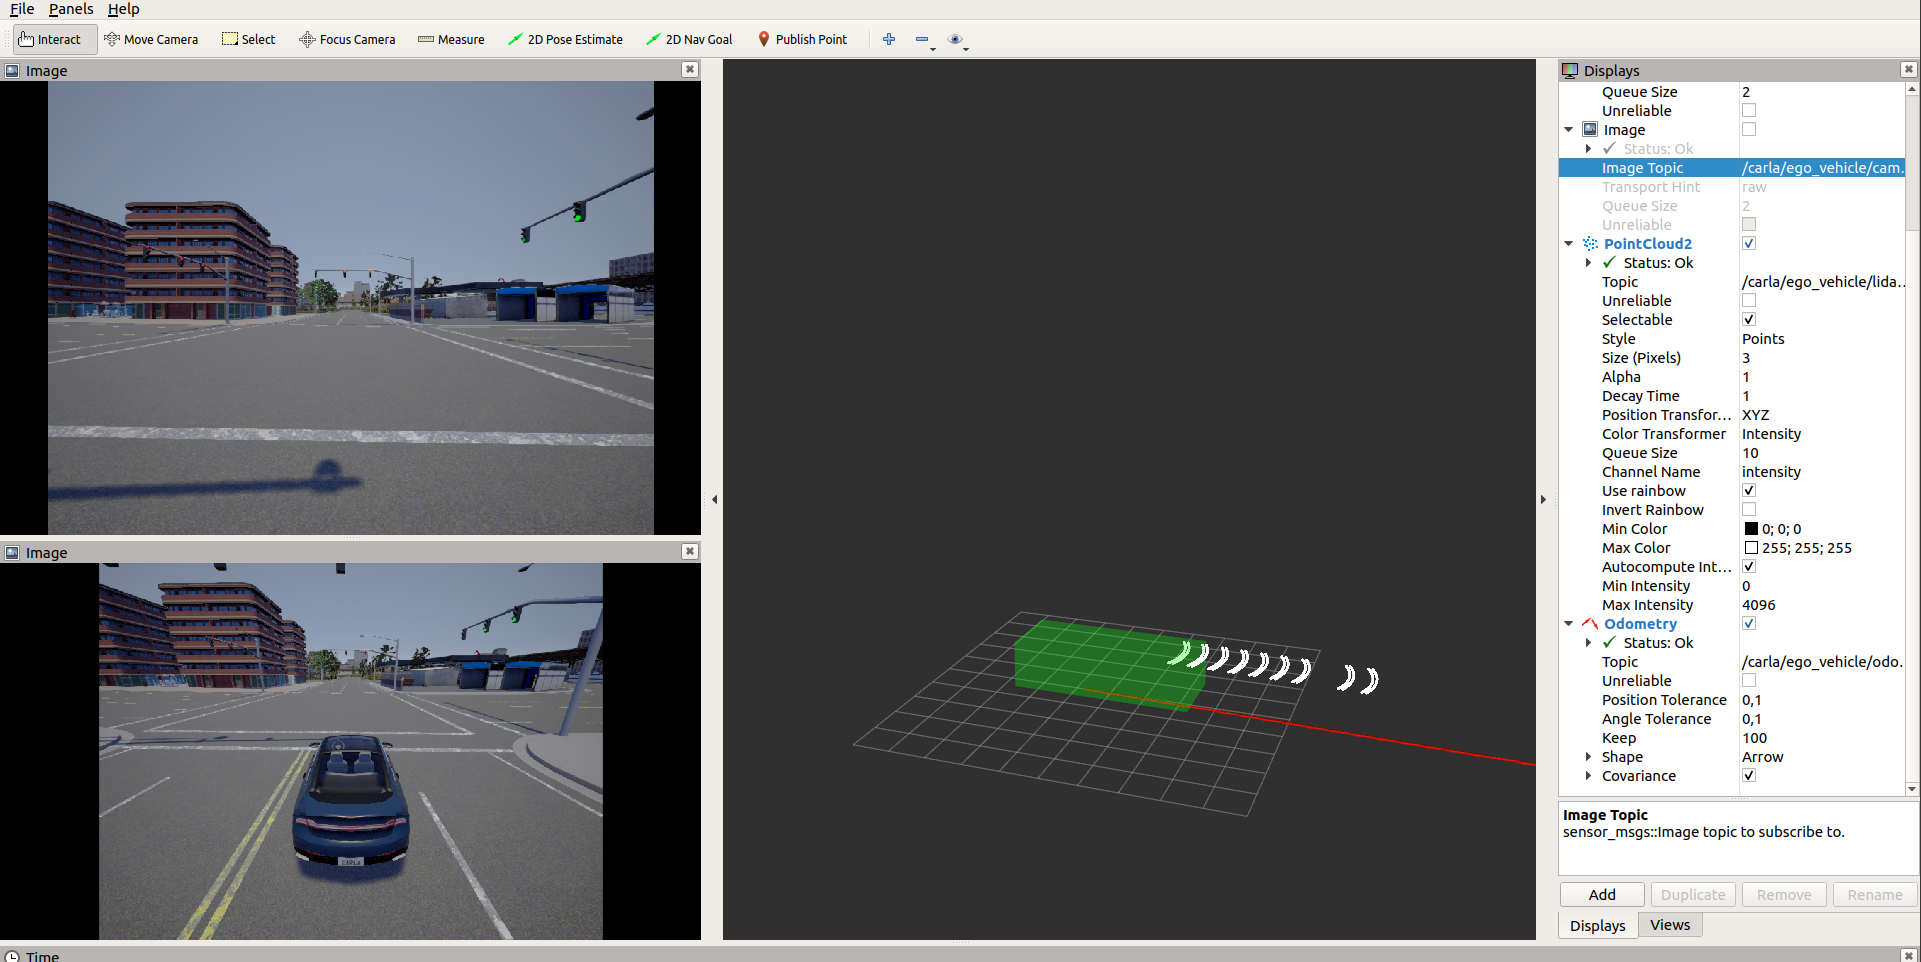 File Panels Help
Interact Move Camera Select Focus Camera Measure 2D Pose Estimate 2D Nav Goal Publish Point
Image
Image
CARLA
Displays
Queue Size 2
Unreliable
Image
Status: Ok
Image Topic /carla/ego_vehicle/cam...
Transport Hint raw
Queue Size 2
Unreliable
PointCloud2
Status: Ok
Topic /carla/ego_vehicle/lida...
Unreliable
Selectable
Style Points
Size (Pixels) 3
Alpha 1
Decay Time 1
Position Transfor... XYZ
Color Transformer Intensity
Queue Size 10
Channel Name intensity
Use rainbow
Invert Rainbow
Min Color 0; 0; 0
Max Color 255; 255; 255
Autocompute Int...
Min Intensity 0
Max Intensity 4096
Odometry
Status: Ok
Topic /carla/ego_vehicle/odo...
Unreliable
Position Tolerance 0,1
Angle Tolerance 0,1
Keep 100
Shape Arrow
Covariance
Image Topic
sensor_msgs::Image topic to subscribe to.
Add Duplicate Remove Rename
Displays Views
Time